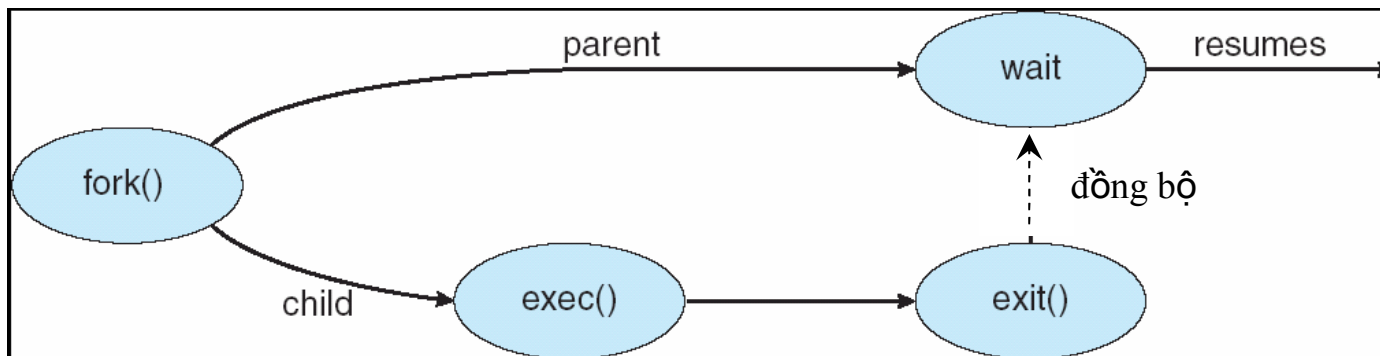 parent
wait
resumes
fork()
đồng bộ
child
exec()
exit()